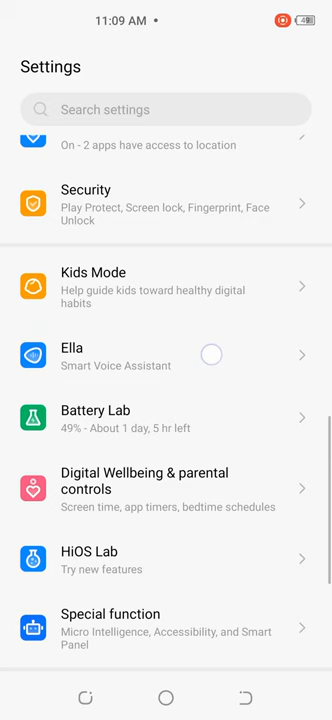 11:09 AM •
49
Settings
Search settings
On - 2 apps have access to location
Security
Play Protect, Screen lock, Fingerprint, Face
Unlock
Kids Mode
Help guide kids toward healthy digital
habits
Ella
Smart Voice Assistant
Battery Lab
49% - About 1 day, 5 hr left
Digital Wellbeing & parental
controls
Screen time, app timers, bedtime schedules
HiOS Lab
Try new features
Special function
Micro Intelligence, Accessibility, and Smart
Panel